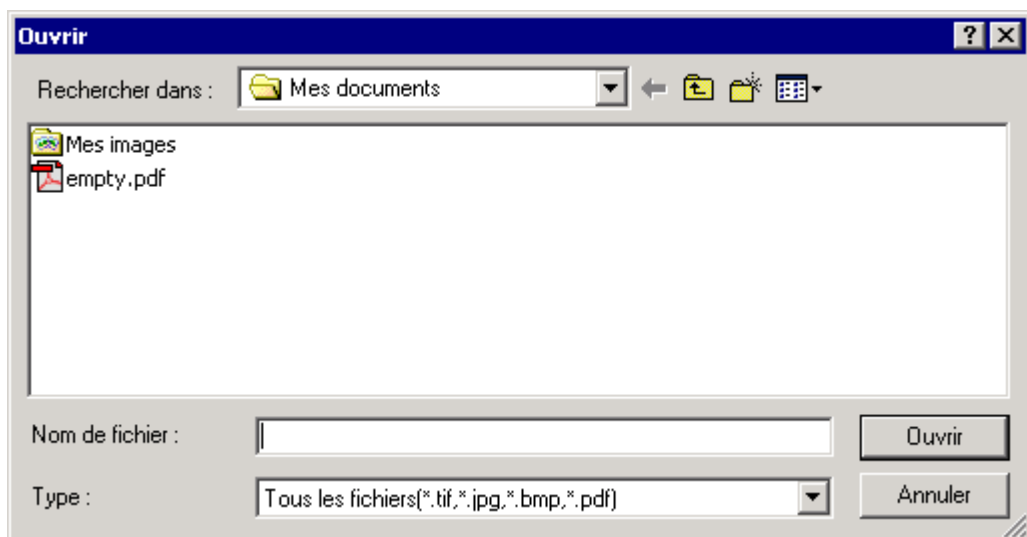 Ouvrir
Rechercher dans : Mes documents
Mes images
empty.pdf
Nom de fichier : Ouvrir
Type : Tous les fichiers(*.tif,*.jpg,*.bmp,*.pdf) Annuler